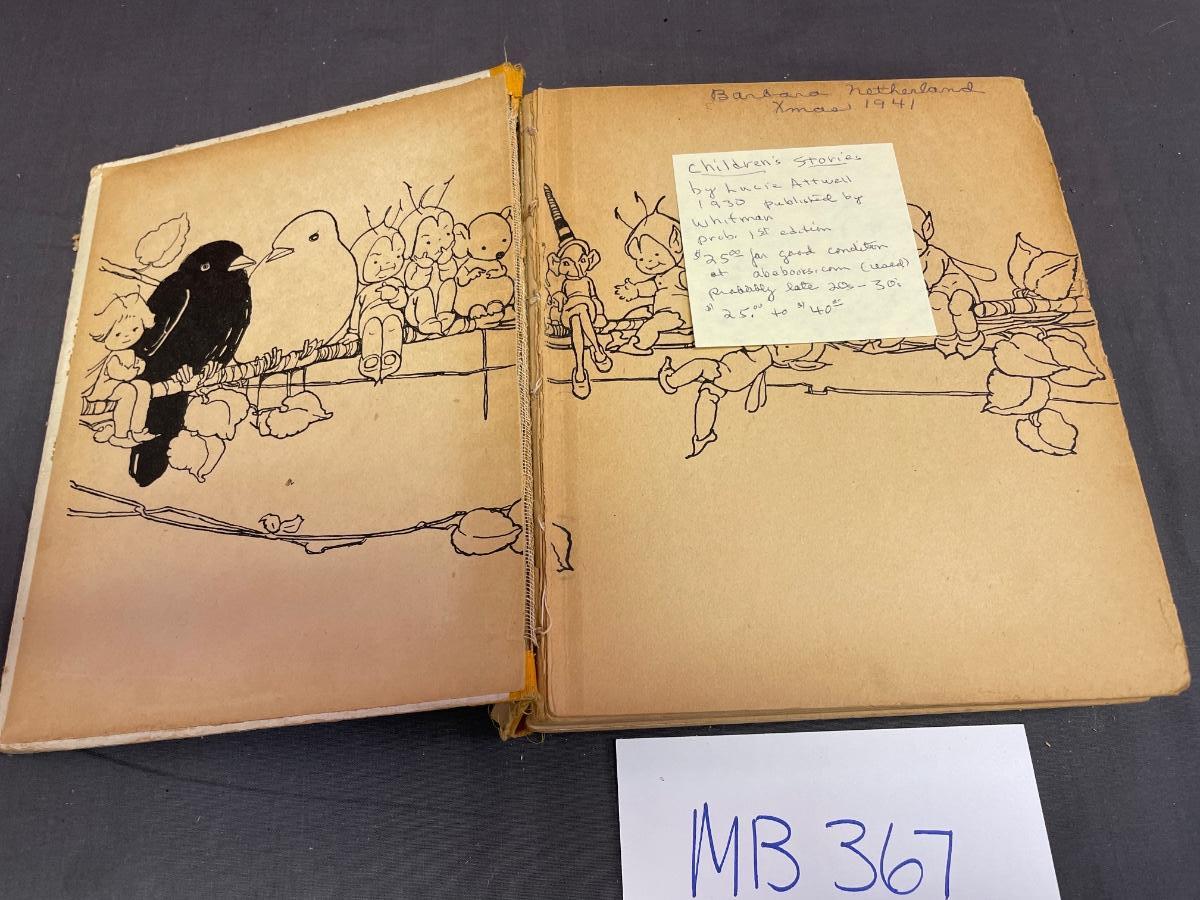 Barbara Netherland
Xmas 1941
Children's Stories
by Lucie Attwell
1930 published by
Whitman
prob. 1st edition
$25.00 for good condition
at abebooks.com (used)
probably late 20s - 30s
$25.00 to $40.00
MB 367